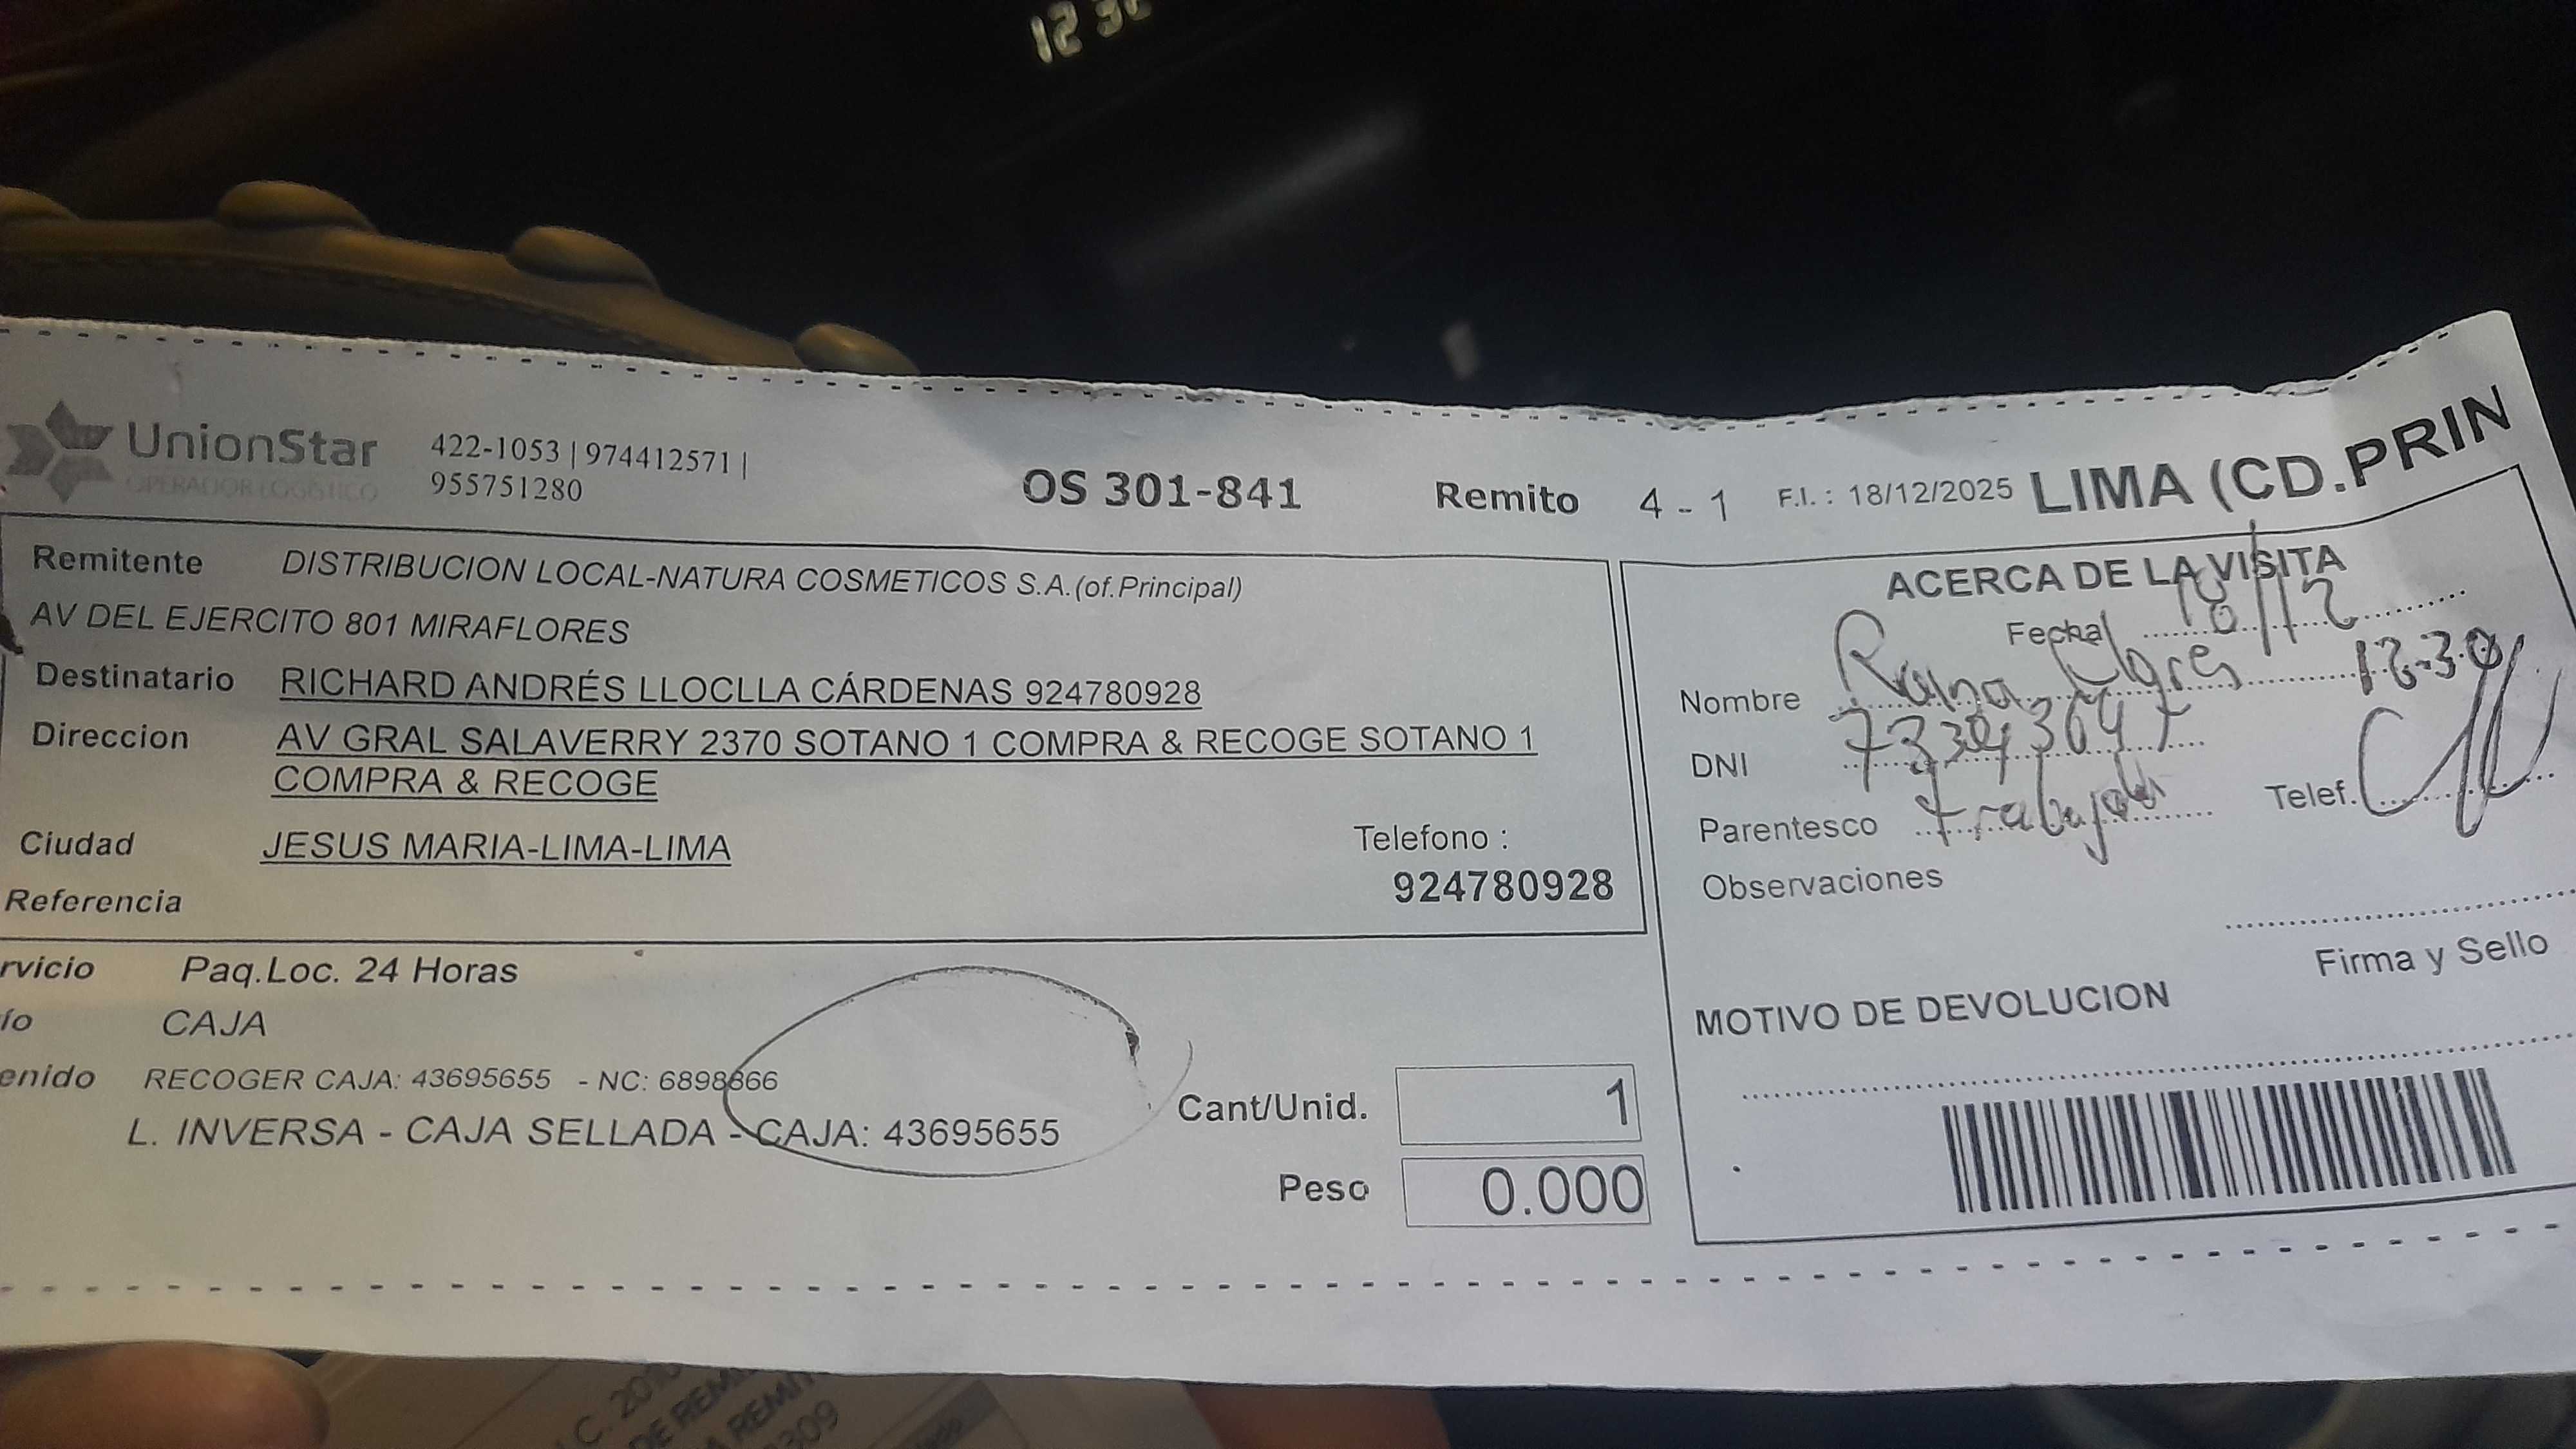 UnionStar
OPERADOR LOGISTICO
422-1053 | 974412571 |
955751280
OS 301-841
Remito 4 - 1
F.I. : 18/12/2025
LIMA (CD.PRIN
Remitente DISTRIBUCION LOCAL-NATURA COSMETICOS S.A.(of.Principal)
AV DEL EJERCITO 801 MIRAFLORES
Destinatario RICHARD ANDRÉS LLOCLLA CÁRDENAS 924780928
Direccion AV GRAL SALAVERRY 2370 SOTANO 1 COMPRA & RECOGE SOTANO 1
COMPRA & RECOGE
Ciudad JESUS MARIA-LIMA-LIMA
Telefono :
924780928
Referencia
rvicio Paq.Loc. 24 Horas
ío CAJA
enido RECOGER CAJA: 43695655 - NC: 6898866
L. INVERSA - CAJA SELLADA - CAJA: 43695655
Cant/Unid. 1
Peso 0.000
ACERCA DE LA VISITA
Fecha 18/12
Nombre 12:30
DNI
Parentesco Telef.
Observaciones
Firma y Sello
MOTIVO DE DEVOLUCION